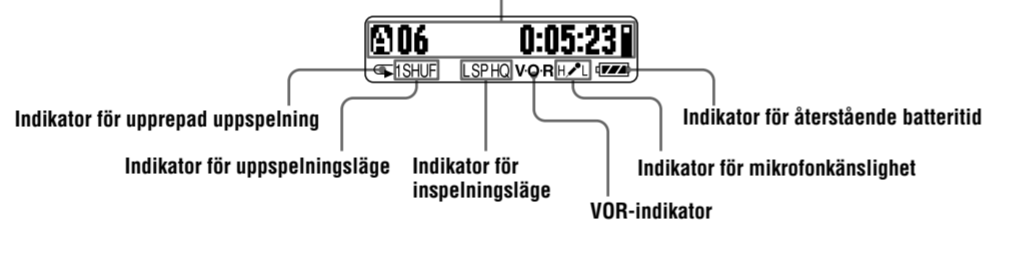 A 06 0:05:23
1SHUF LSPHQ V·O·R H L
Indikator för upprepad uppspelning
Indikator för återstående batteritid
Indikator för uppspelningsläge
Indikator för
inspelningsläge
Indikator för mikrofonkänslighet
VOR-indikator